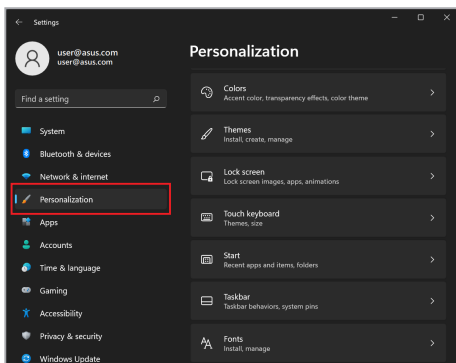 Settings
user@asus.com
user@asus.com
Find a setting
System
Bluetooth & devices
Network & internet
Personalization
Apps
Accounts
Time & language
Gaming
Accessibility
Privacy & security
Windows Update
Personalization
Colors
Accent color, transparency effects, color theme
Themes
Install, create, manage
Lock screen
Lock screen images, apps, animations
Touch keyboard
Themes, size
Start
Recent apps and items, folders
Taskbar
Taskbar behaviors, system pins
Fonts
Install, manage